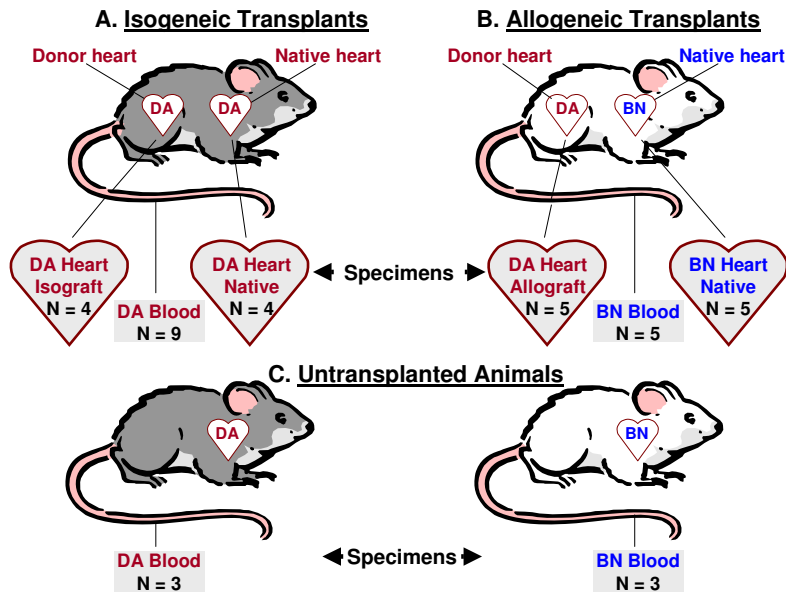 A. Isogeneic Transplants
Donor heart
Native heart
DA
DA
DA Heart
Isograft
N = 4
DA Blood
N = 9
DA Heart
Native
N = 4
Specimens
B. Allogeneic Transplants
Donor heart
Native heart
DA
BN
DA Heart
Allograft
N = 5
BN Blood
N = 5
BN Heart
Native
N = 5
C. Untransplanted Animals
DA
BN
DA Blood
N = 3
Specimens
BN Blood
N = 3